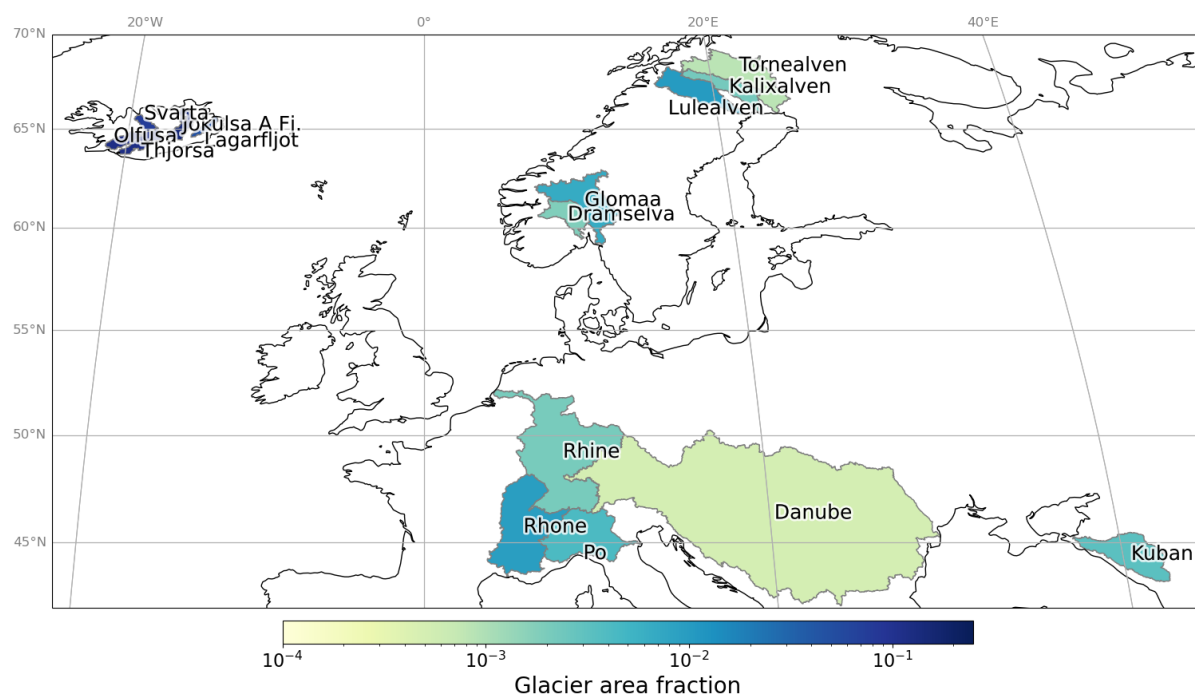 20°W 0° 20°E 40°E
70°N
Tornealven
Kalixalven
Lulealven
Svarta
Jokulsa A Fj.
65°N
Olfusa
Lagarfljot
Thjorsa
Glomaa
Dramselva
60°N
55°N
50°N
Rhine
Danube
Rhone
45°N
Po
Kuban
10⁻⁴ 10⁻³ 10⁻² 10⁻¹
Glacier area fraction